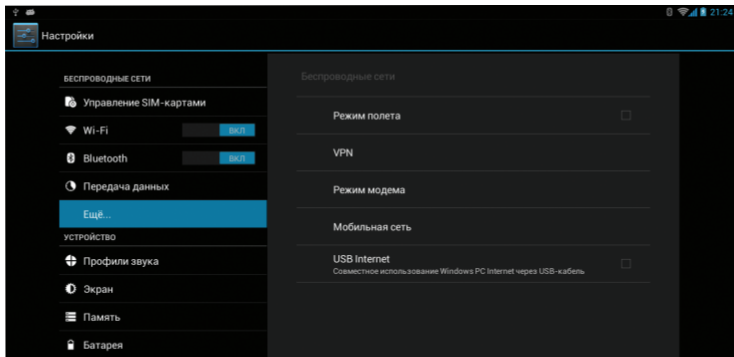 21:24
Настройки
БЕСПРОВОДНЫЕ СЕТИ
Управление SIM-картами
Wi-Fi ВКЛ
Bluetooth ВКЛ
Передача данных
Ещё...
УСТРОЙСТВО
Профили звука
Экран
Память
Батарея
Беспроводные сети
Режим полета
VPN
Режим модема
Мобильная сеть
USB Internet
Совместное использование Windows PC Internet через USB-кабель